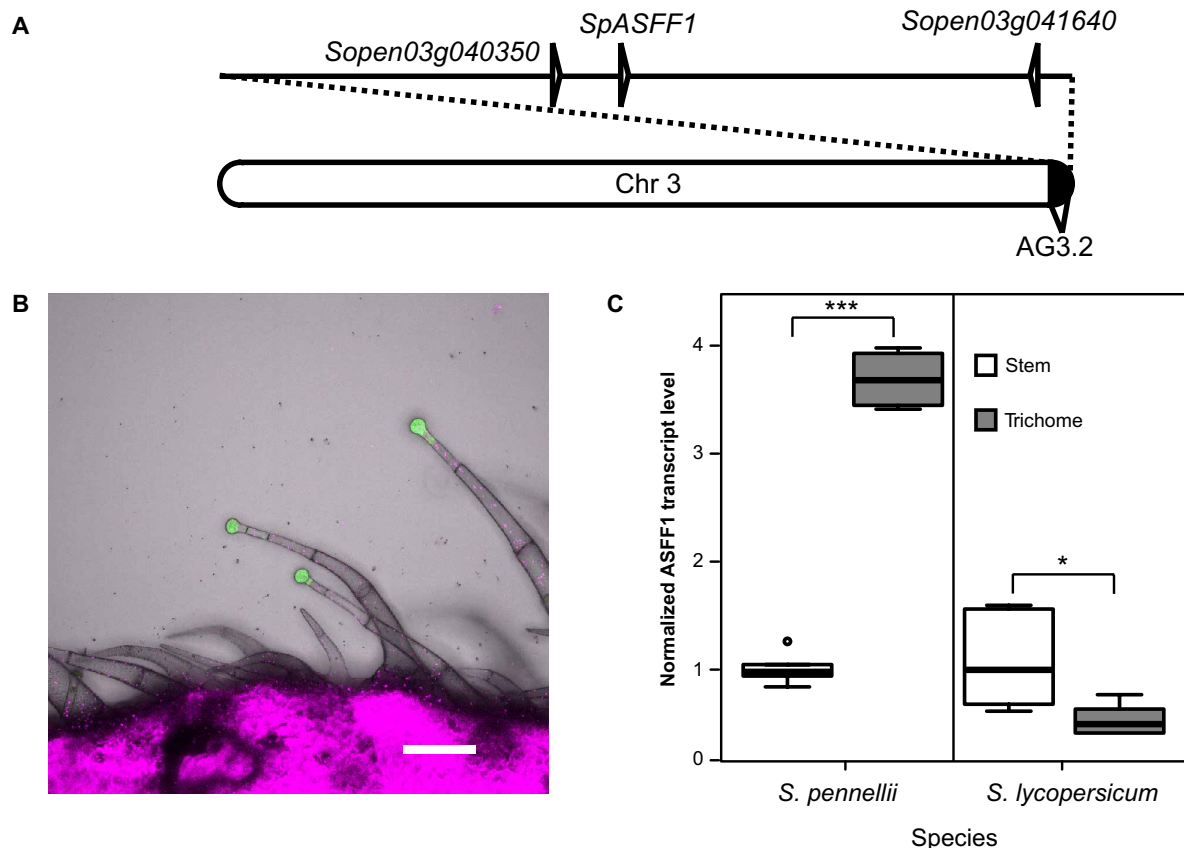 A
Sopen03g040350
SpASFF1
Sopen03g041640
Chr 3
AG3.2
B
C
***
*
Stem
Trichome
Normalized ASFF1 transcript level
4
3
2
1
0
S. pennellii
S. lycopersicum
Species